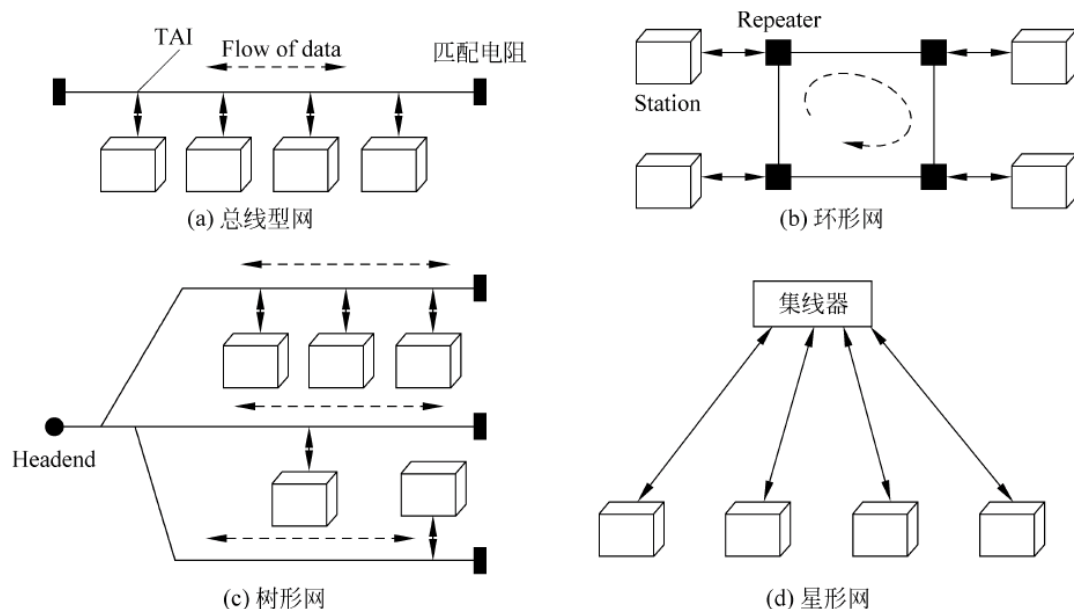 TAI
Flow of data
匹配电阻
(a) 总线型网
Repeater
Station
(b) 环形网
Headend
(c) 树形网
集线器
(d) 星形网